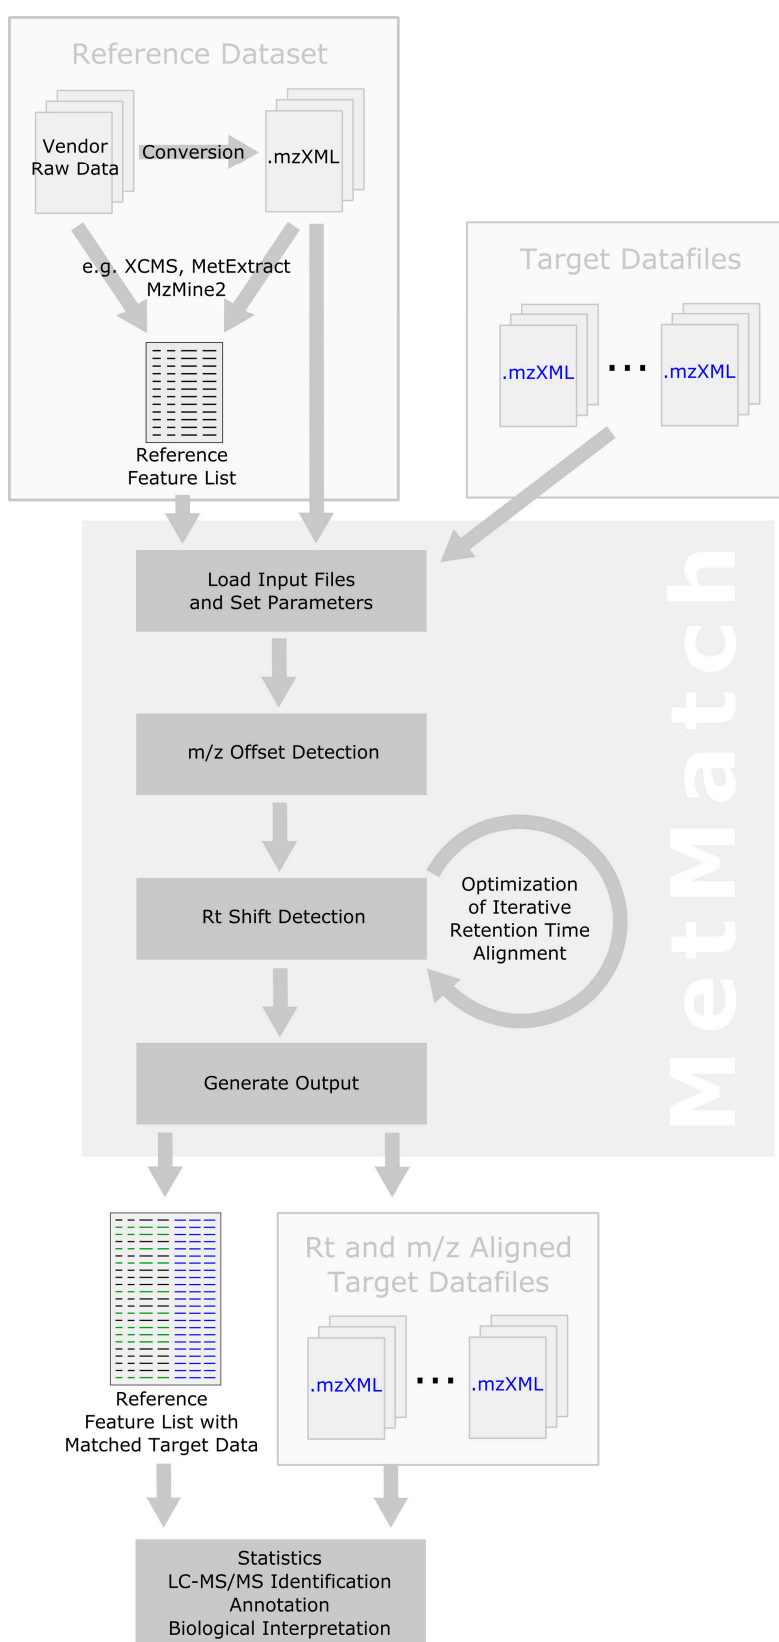 Reference Dataset
Vendor
Raw Data
Conversion
.mzXML
e.g. XCMS, MetExtract
MzMine2
Reference
Feature List
Target Datafiles
.mzXML
...
.mzXML
Load Input Files
and Set Parameters
MetMatch
m/z Offset Detection
Rt Shift Detection
Optimization
of Iterative
Retention Time
Alignment
Generate Output
Reference
Feature List with
Matched Target Data
Rt and m/z Aligned
Target Datafiles
.mzXML
...
.mzXML
Statistics
LC-MS/MS Identification
Annotation
Biological Interpretation